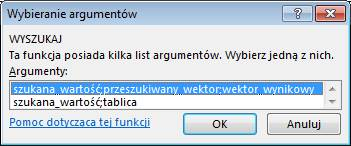 Wybieranie argumentów
WYSZUKAJ
Ta funkcja posiada kilka list argumentów. Wybierz jedną z nich.
Argumenty:
szukana_wartość;przeszukiwany_wektor;wektor_wynikowy
szukana_wartość;tablica
Pomoc dotycząca tej funkcji
OK
Anuluj